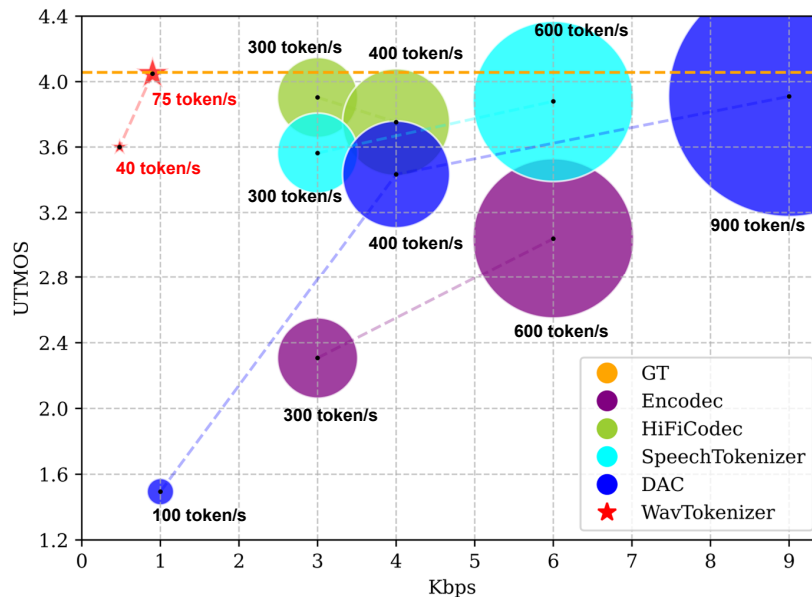 4.4
4.0
3.6
3.2
2.8
2.4
2.0
1.6
1.2
UTMOS
0 1 2 3 4 5 6 7 8 9
Kbps
75 token/s
40 token/s
300 token/s
400 token/s
600 token/s
300 token/s
400 token/s
900 token/s
600 token/s
300 token/s
100 token/s
GT
Encodec
HiFiCodec
SpeechTokenizer
DAC
WavTokenizer